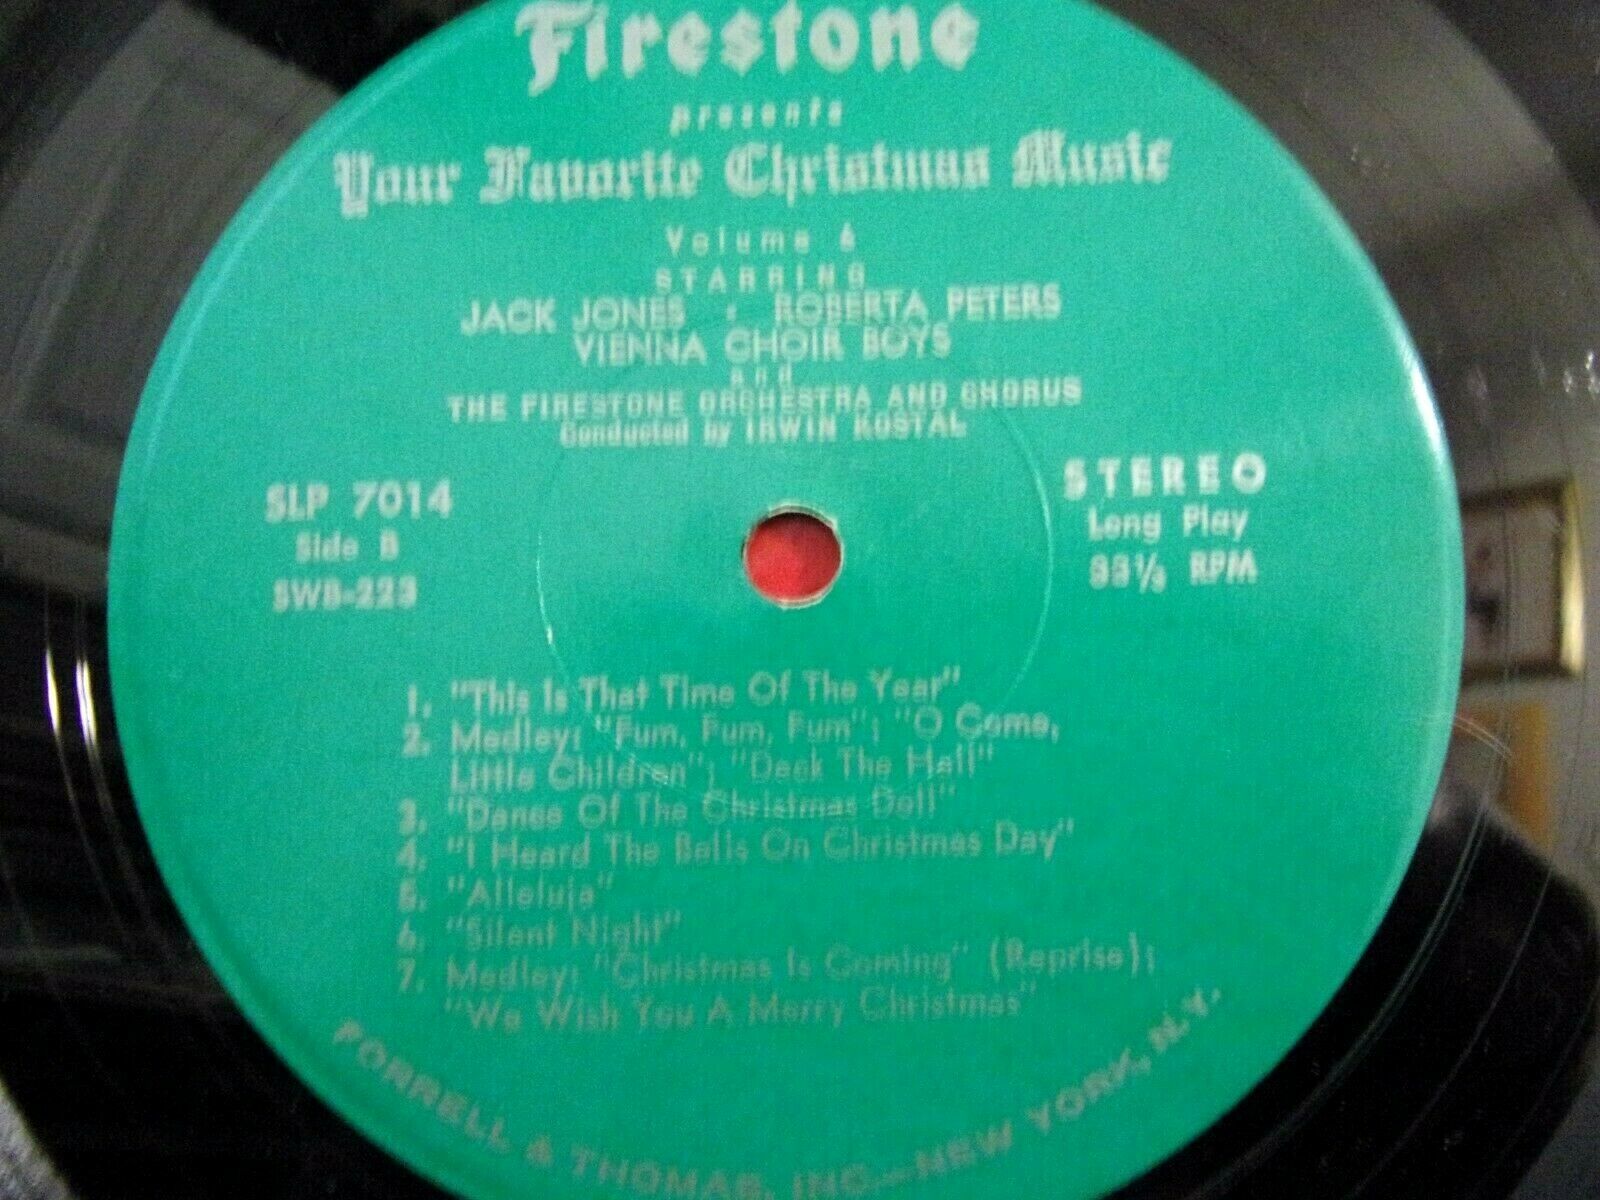 Firestone
presents
Your Favorite Christmas Music
Volume 6
STARRING
JACK JONES · ROBERTA PETERS
VIENNA CHOIR BOYS
and
THE FIRESTONE ORCHESTRA AND CHORUS
Conducted by IRWIN KOSTAL
SLP 7014
Side B
SWB-223
STEREO
Long Play
33⅓ RPM
1. "This Is That Time Of The Year"
2. Medley: "Fum, Fum, Fum"; "O Come,
Little Children"; "Deck The Hall"
3. "Dance Of The Christmas Doll"
4. "I Heard The Bells On Christmas Day"
5. "Alleluja"
6. "Silent Night"
7. Medley: "Christmas Is Coming" (Reprise);
"We Wish You A Merry Christmas"
FORRELL & THOMAS, INC.—NEW YORK, N.Y.